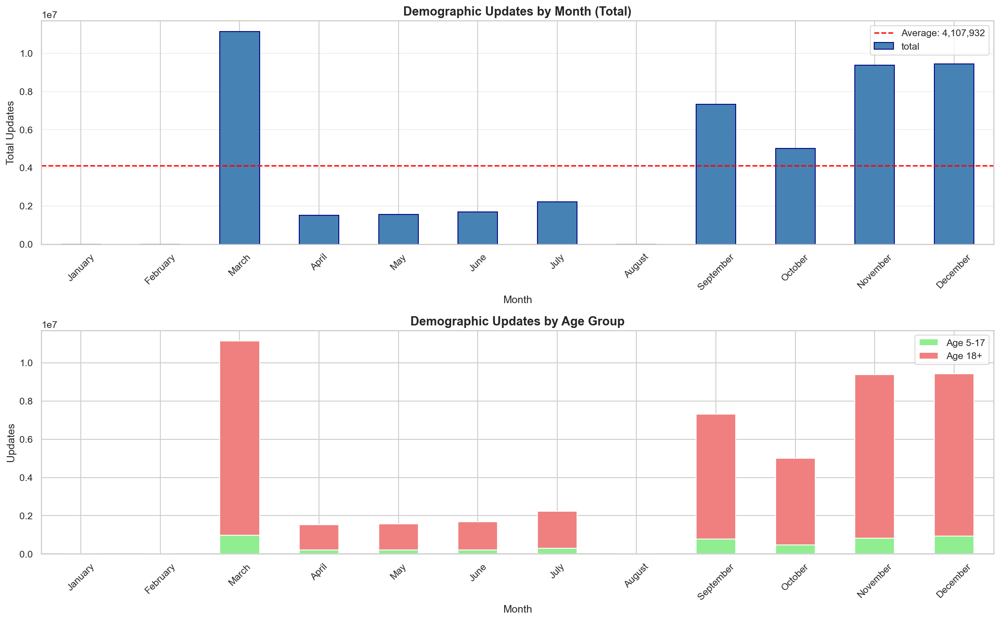 Demographic Updates by Month (Total)
1e7
Average: 4,107,932
total
1.0
0.8
0.6
0.4
0.2
0.0
Total Updates
January
February
March
April
May
June
July
August
September
October
November
December
Month
Demographic Updates by Age Group
1e7
Age 5-17
Age 18+
1.0
0.8
0.6
0.4
0.2
0.0
Updates
January
February
March
April
May
June
July
August
September
October
November
December
Month